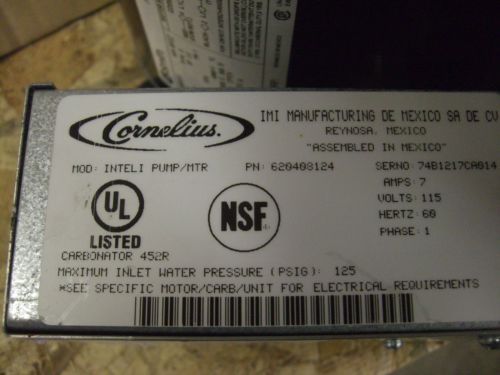 Cornelius.
IMI MANUFACTURING DE MEXICO SA DE CV
REYNOSA, MEXICO
"ASSEMBLED IN MEXICO"
MOD: INTELI PUMP/MTR PN: 620408124 SERNO: 74B1217CA014
AMPS: 7
VOLTS: 115
HERTZ: 60
PHASE: 1
UL
LISTED
NSF
CARBONATOR 452R
MAXIMUM INLET WATER PRESSURE (PSIG): 125
*SEE SPECIFIC MOTOR/CARB/UNIT FOR ELECTRICAL REQUIREMENTS